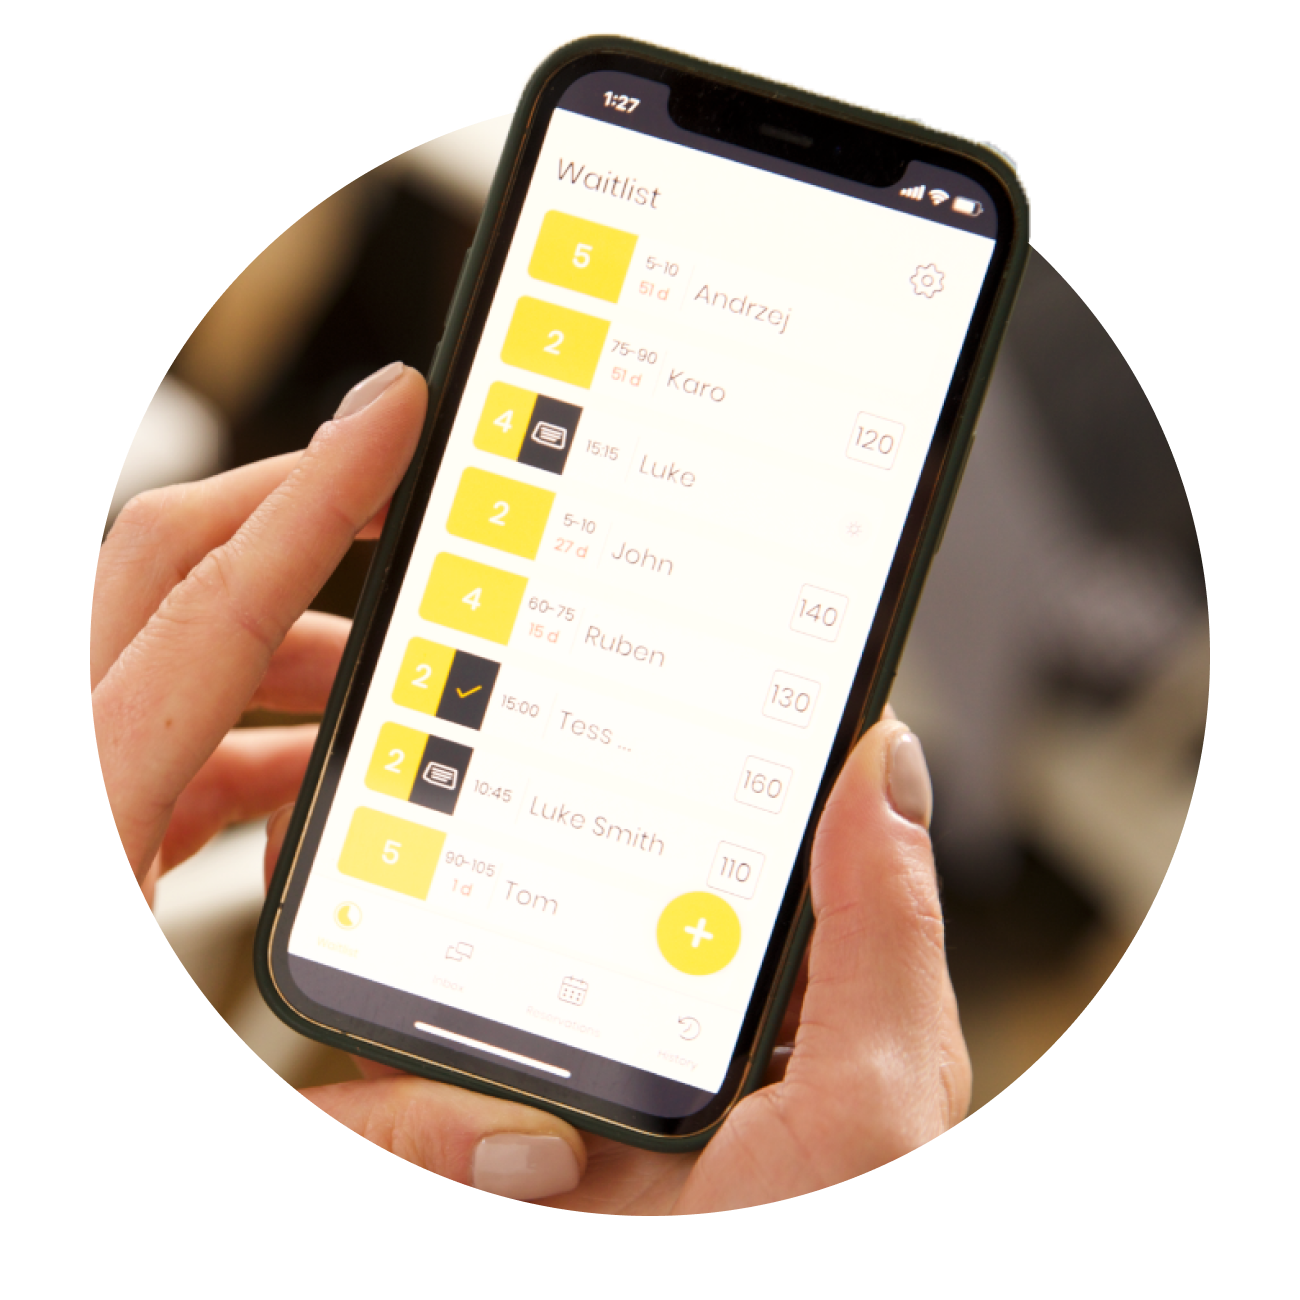 1:27
Waitlist
5 5-10 Andrzej
51 d
2 75-90 Karo 120
51 d
4 15:15 Luke
2 5-10 John 140
27 d
4 60-75 Ruben 130
15 d
2 15:00 Tess ... 160
2 10:45 Luke Smith 110
5 90-105 Tom
1 d
+
Waitlist Inbox Reservations History